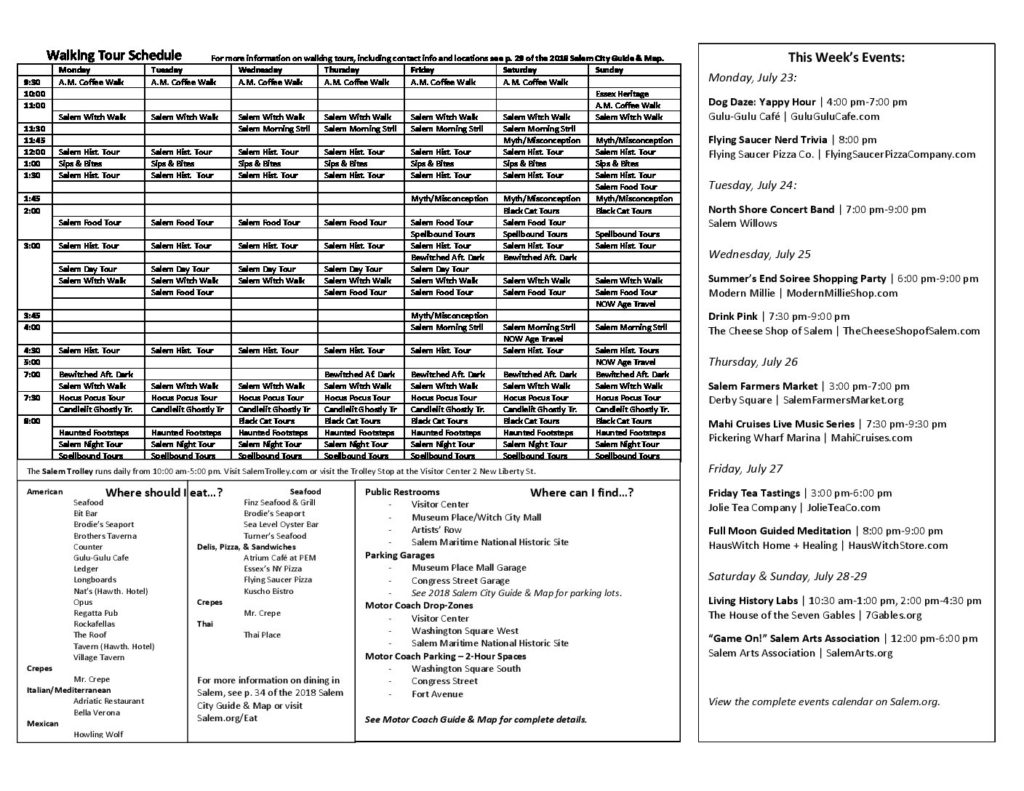 Walking Tour Schedule For more information on walking tours, including contact info and locations see p. 29 of the 2018 Salem City Guide & Map.
Monday Tuesday Wednesday Thursday Friday Saturday Sunday
9:30 A.M. Coffee Walk A.M. Coffee Walk A.M. Coffee Walk A.M. Coffee Walk A.M. Coffee Walk A.M. Coffee Walk
10:00 Essex Heritage
11:00 A.M. Coffee Walk
Salem Witch Walk Salem Witch Walk Salem Witch Walk Salem Witch Walk Salem Witch Walk Salem Witch Walk Salem Witch Walk
11:30 Salem Morning Strll Salem Morning Strll Salem Morning Strll Salem Morning Strll
11:45 Myth/Misconception Myth/Misconception
12:00 Salem Hist. Tour Salem Hist. Tour Salem Hist. Tour Salem Hist. Tour Salem Hist. Tour Salem Hist. Tour Salem Hist. Tour
1:00 Sips & Bites Sips & Bites Sips & Bites Sips & Bites Sips & Bites Sips & Bites Sips & Bites
1:30 Salem Hist. Tour Salem Hist. Tour Salem Hist. Tour Salem Hist. Tour Salem Hist. Tour Salem Hist. Tour Salem Hist. Tour
Salem Food Tour
1:45 Myth/Misconception Myth/Misconception Myth/Misconception
2:00 Black Cat Tours Black Cat Tours
Salem Food Tour Salem Food Tour Salem Food Tour Salem Food Tour Salem Food Tour Salem Food Tour
Spellbound Tours Spellbound Tours Spellbound Tours
3:00 Salem Hist. Tour Salem Hist. Tour Salem Hist. Tour Salem Hist. Tour Salem Hist. Tour Salem Hist. Tour Salem Hist. Tour
Bewitched Aft. Dark Bewitched Aft. Dark
Salem Day Tour Salem Day Tour Salem Day Tour Salem Day Tour Salem Day Tour
Salem Witch Walk Salem Witch Walk Salem Witch Walk Salem Witch Walk Salem Witch Walk Salem Witch Walk Salem Witch Walk
Salem Food Tour Salem Food Tour Salem Food Tour Salem Food Tour Salem Food Tour
NOW Age Travel
3:45 Myth/Misconception
4:00 Salem Morning Strll Salem Morning Strll Salem Morning Strll
NOW Age Travel
4:30 Salem Hist. Tour Salem Hist. Tour Salem Hist. Tour Salem Hist. Tour Salem Hist. Tour Salem Hist. Tour Salem Hist. Tours
5:00 NOW Age Travel
7:00 Bewitched Aft. Dark Bewitched Af. Dark Bewitched Aft. Dark Bewitched Aft. Dark Bewitched Aft. Dark
Salem Witch Walk Salem Witch Walk Salem Witch Walk Salem Witch Walk Salem Witch Walk Salem Witch Walk Salem Witch Walk
7:30 Hocus Pocus Tour Hocus Pocus Tour Hocus Pocus Tour Hocus Pocus Tour Hocus Pocus Tour Hocus Pocus Tour Hocus Pocus Tour
Candlelit Ghostly Tr. Candlelit Ghostly Tr Candlelit Ghostly Tr Candlelit Ghostly Tr Candlelit Ghostly Tr. Candlelit Ghostly Tr. Candlelit Ghostly Tr.
8:00 Black Cat Tours Black Cat Tours Black Cat Tours Black Cat Tours Black Cat Tours
Haunted Footsteps Haunted Footsteps Haunted Footsteps Haunted Footsteps Haunted Footsteps Haunted Footsteps Haunted Footsteps
Salem Night Tour Salem Night Tour Salem Night Tour Salem Night Tour Salem Night Tour Salem Night Tour Salem Night Tour
Spellbound Tours Spellbound Tours Spellbound Tours Spellbound Tours Spellbound Tours Spellbound Tours Spellbound Tours
The Salem Trolley runs daily from 10:00 am-5:00 pm. Visit SalemTrolley.com or visit the Trolley Stop at the Visitor Center 2 New Liberty St.
Where should I eat...?
American
Seafood
Bit Bar
Brodie's Seaport
Brothers Taverna
Counter
Gulu-Gulu Cafe
Ledger
Longboards
Nat's (Hawth. Hotel)
Opus
Regatta Pub
Rockafellas
The Roof
Tavern (Hawth. Hotel)
Village Tavern
Crepes
Mr. Crepe
Italian/Mediterranean
Adriatic Restaurant
Bella Verona
Mexican
Howling Wolf
Seafood
Finz Seafood & Grill
Brodie's Seaport
Sea Level Oyster Bar
Turner's Seafood
Delis, Pizza, & Sandwiches
Atrium Café at PEM
Essex's NY Pizza
Flying Saucer Pizza
Kuscho Bistro
Crepes
Mr. Crepe
Thai
Thai Place
For more information on dining in
Salem, see p. 34 of the 2018 Salem
City Guide & Map or visit
Salem.org/Eat
Where can I find...?
Public Restrooms
- Visitor Center
- Museum Place/Witch City Mall
- Artists' Row
- Salem Maritime National Historic Site
Parking Garages
- Museum Place Mall Garage
- Congress Street Garage
- See 2018 Salem City Guide & Map for parking lots.
Motor Coach Drop-Zones
- Visitor Center
- Washington Square West
- Salem Maritime National Historic Site
Motor Coach Parking – 2-Hour Spaces
- Washington Square South
- Congress Street
- Fort Avenue
See Motor Coach Guide & Map for complete details.
This Week's Events:
Monday, July 23:
Dog Daze: Yappy Hour | 4:00 pm-7:00 pm
Gulu-Gulu Café | GuluGuluCafe.com
Flying Saucer Nerd Trivia | 8:00 pm
Flying Saucer Pizza Co. | FlyingSaucerPizzaCompany.com
Tuesday, July 24:
North Shore Concert Band | 7:00 pm-9:00 pm
Salem Willows
Wednesday, July 25
Summer's End Soiree Shopping Party | 6:00 pm-9:00 pm
Modern Millie | ModernMillieShop.com
Drink Pink | 7:30 pm-9:00 pm
The Cheese Shop of Salem | TheCheeseShopofSalem.com
Thursday, July 26
Salem Farmers Market | 3:00 pm-7:00 pm
Derby Square | SalemFarmersMarket.org
Mahi Cruises Live Music Series | 7:30 pm-9:30 pm
Pickering Wharf Marina | MahiCruises.com
Friday, July 27
Friday Tea Tastings | 3:00 pm-6:00 pm
Jolie Tea Company | JolieTeaCo.com
Full Moon Guided Meditation | 8:00 pm-9:00 pm
HausWitch Home + Healing | HausWitchStore.com
Saturday & Sunday, July 28-29
Living History Labs | 10:30 am-1:00 pm, 2:00 pm-4:30 pm
The House of the Seven Gables | 7Gables.org
"Game On!" Salem Arts Association | 12:00 pm-6:00 pm
Salem Arts Association | SalemArts.org
View the complete events calendar on Salem.org.